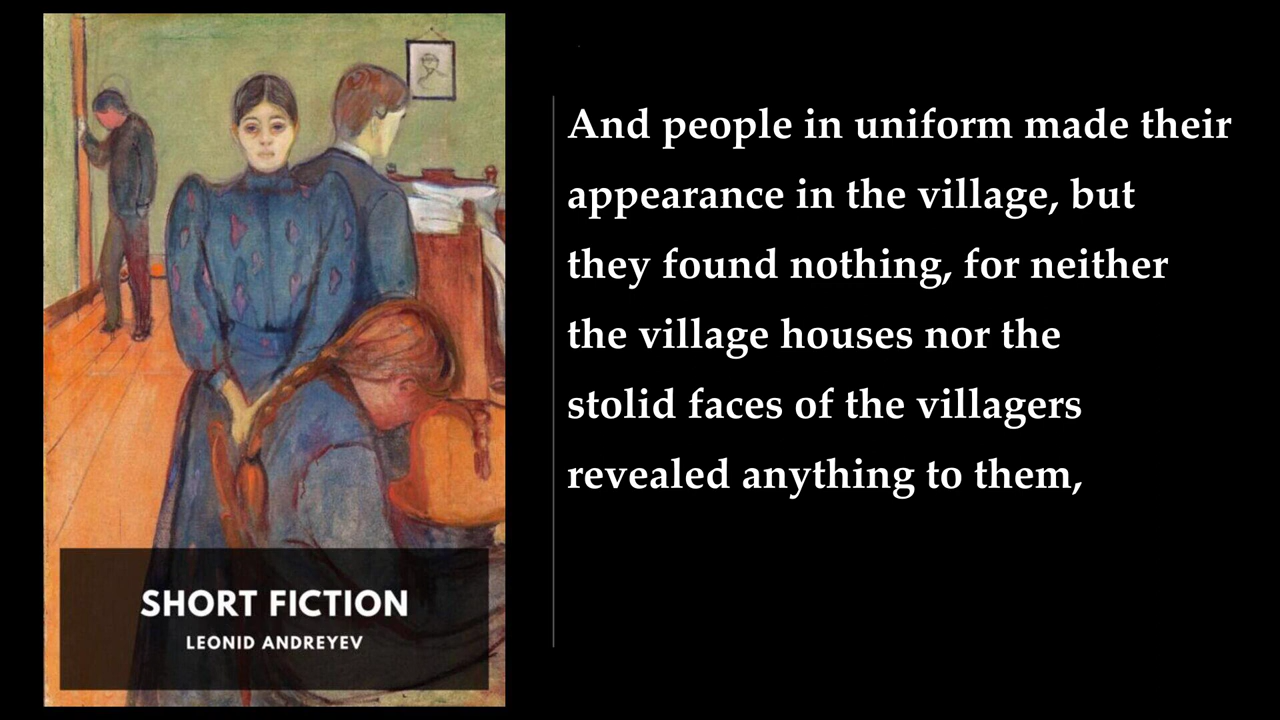 SHORT FICTION
LEONID ANDREYEV
And people in uniform made their
appearance in the village, but
they found nothing, for neither
the village houses nor the
stolid faces of the villagers
revealed anything to them,